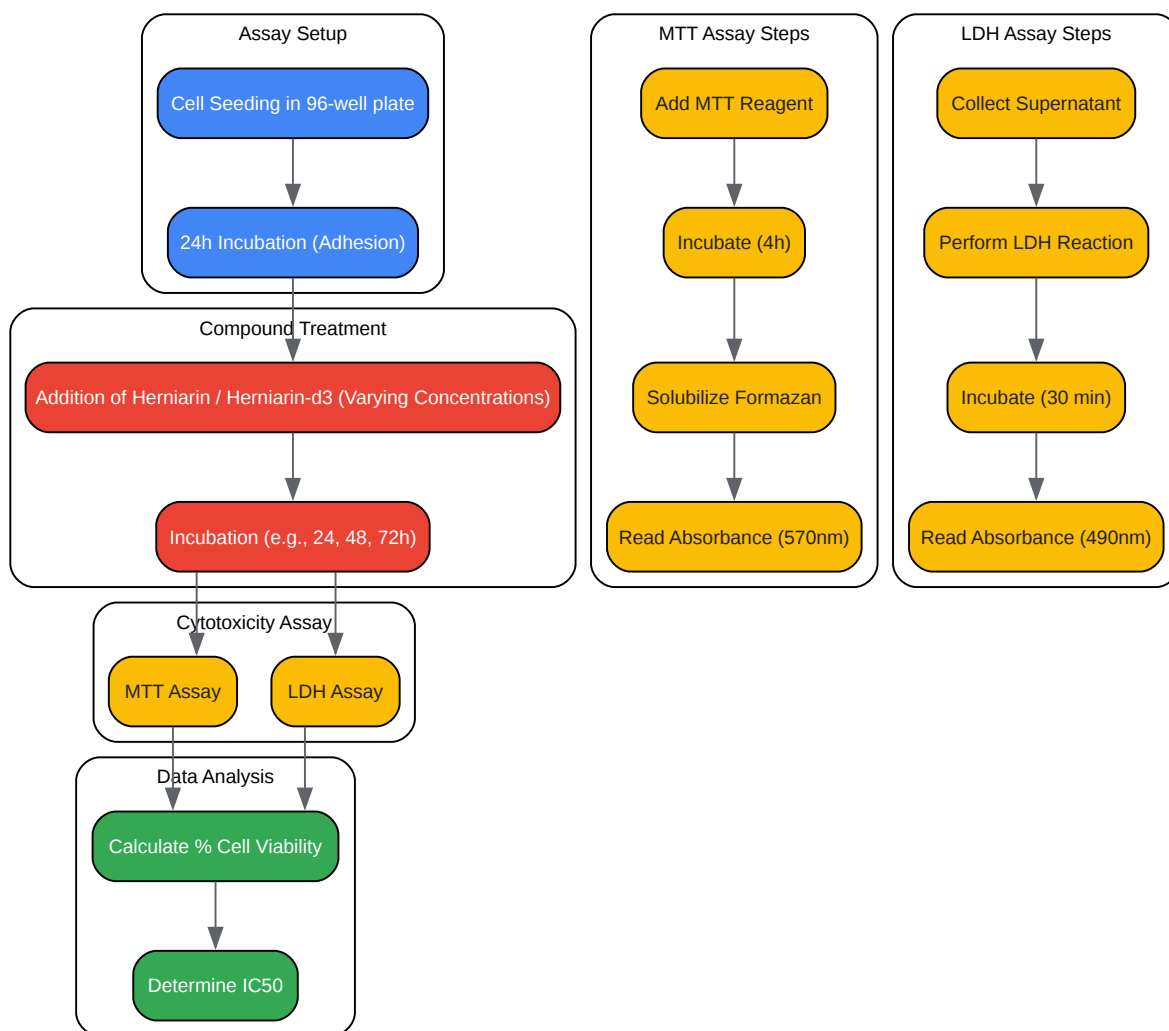 Assay Setup
Cell Seeding in 96-well plate
24h Incubation (Adhesion)
Compound Treatment
Addition of Herniarin / Herniarin-d3 (Varying Concentrations)
Incubation (e.g., 24, 48, 72h)
Cytotoxicity Assay
MTT Assay
LDH Assay
Data Analysis
Calculate % Cell Viability
Determine IC50
MTT Assay Steps
Add MTT Reagent
Incubate (4h)
Solubilize Formazan
Read Absorbance (570nm)
LDH Assay Steps
Collect Supernatant
Perform LDH Reaction
Incubate (30 min)
Read Absorbance (490nm)